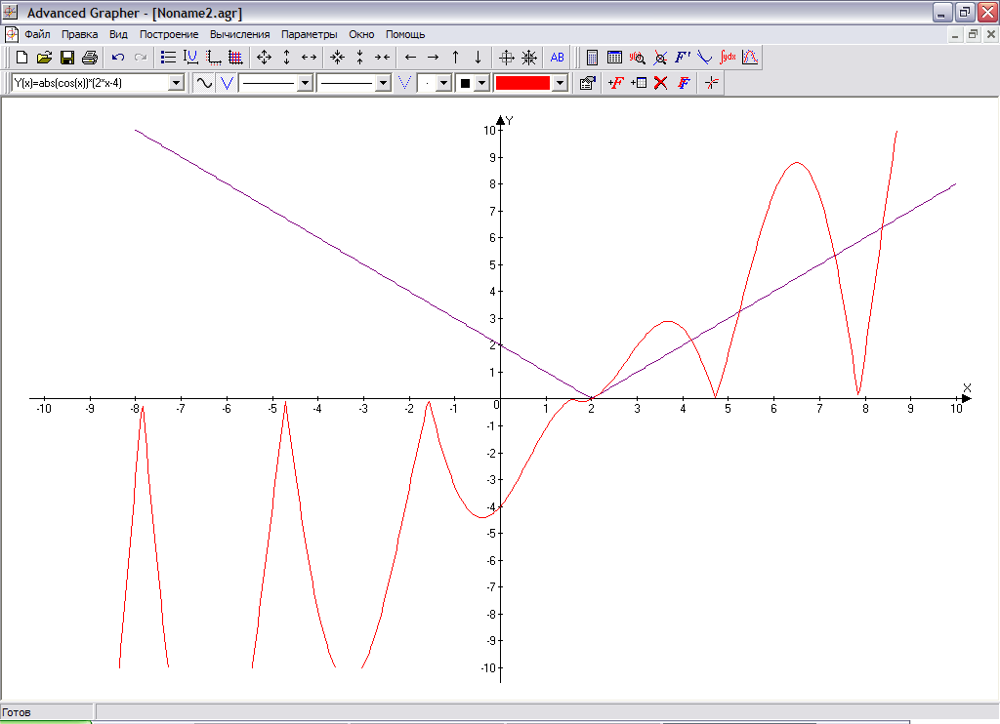 Advanced Grapher - [Noname2.agr]
Файл Правка Вид Построение Вычисления Параметры Окно Помощь
AB y(x) F' ∫ydx
Y(x)=abs(cos(x))*(2*x-4) +F F
Y
10
9
8
7
6
5
4
3
2
1
X
-10 -9 -8 -7 -6 -5 -4 -3 -2 -1 0 1 2 3 4 5 6 7 8 9 10
-1
-2
-3
-4
-5
-6
-7
-8
-9
-10
Готов